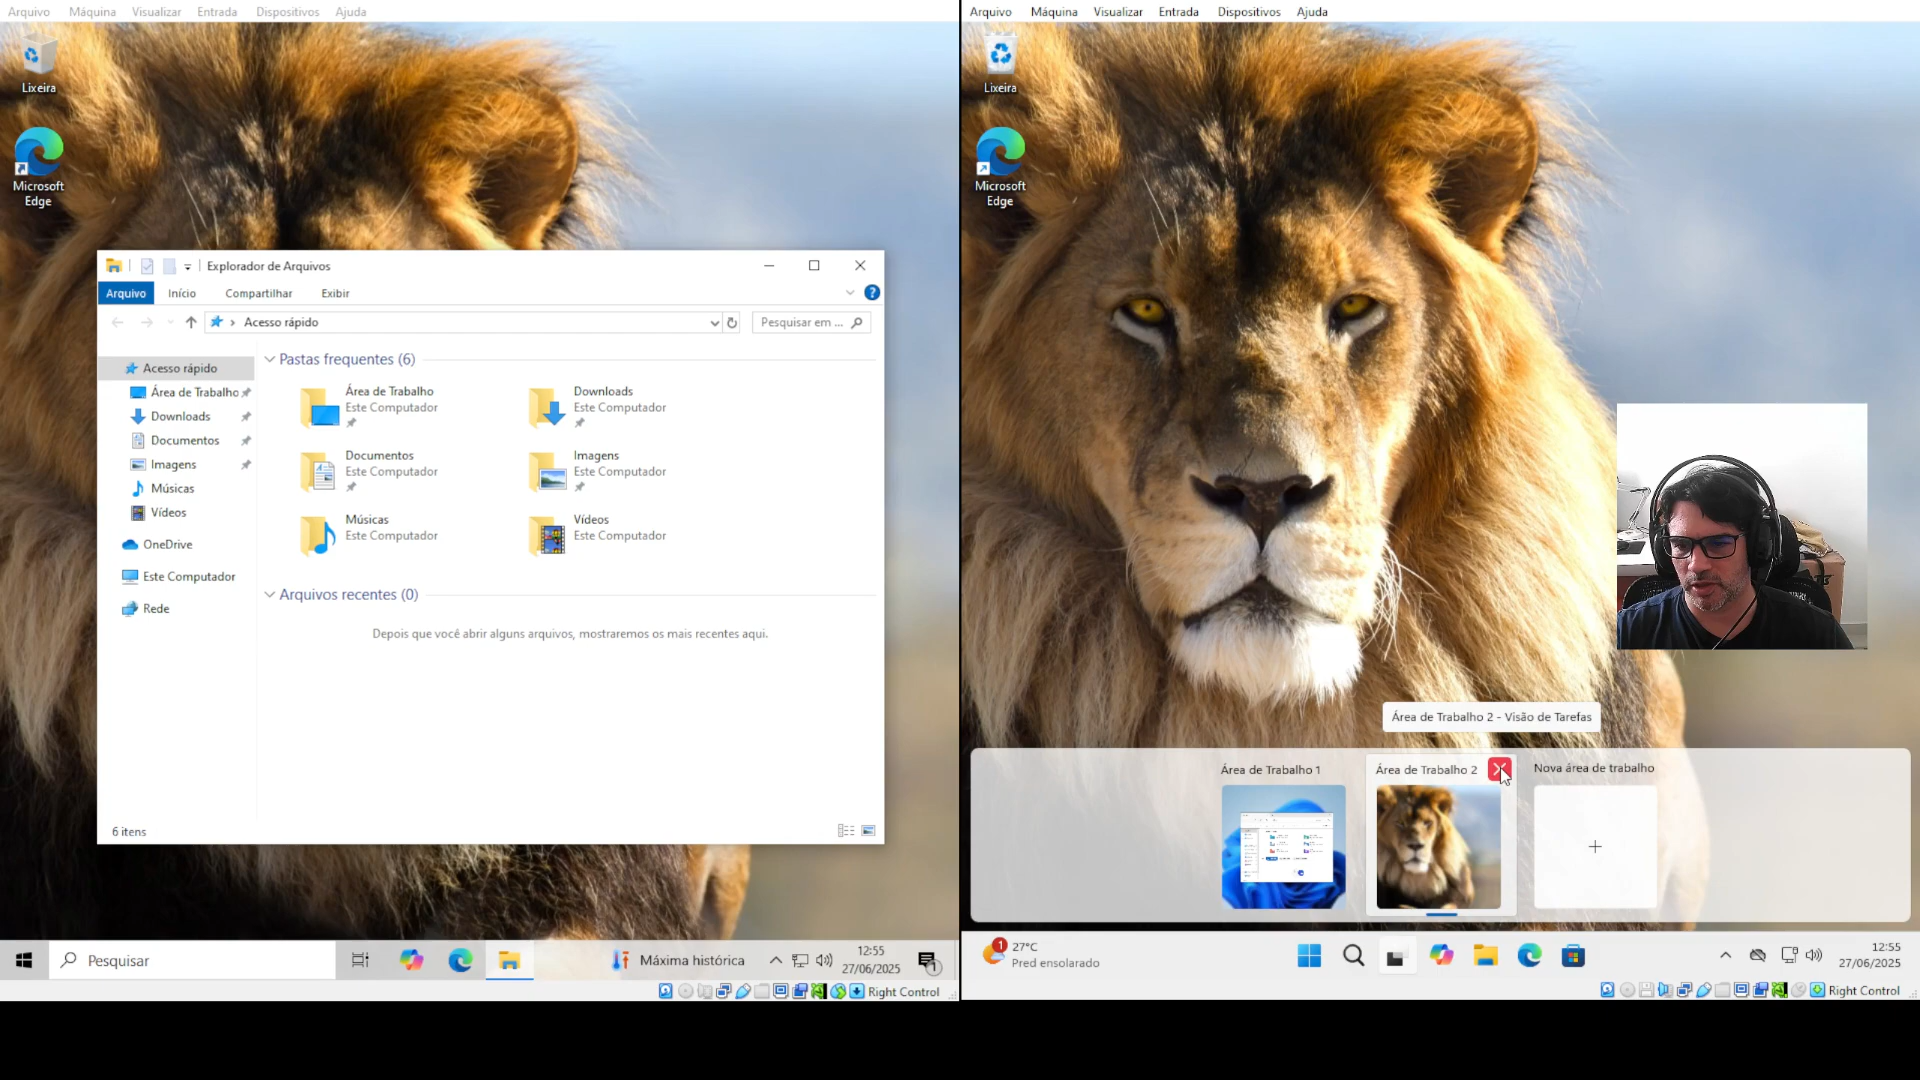 Arquivo Máquina Visualizar Entrada Dispositivos Ajuda
Lixeira
Microsoft
Edge
Explorador de Arquivos
Arquivo Início Compartilhar Exibir
Acesso rápido
Pesquisar em ...
Acesso rápido
Área de Trabalho
Downloads
Documentos
Imagens
Músicas
Vídeos
OneDrive
Este Computador
Rede
Pastas frequentes (6)
Área de Trabalho
Este Computador
Downloads
Este Computador
Documentos
Este Computador
Imagens
Este Computador
Músicas
Este Computador
Vídeos
Este Computador
Arquivos recentes (0)
Depois que você abrir alguns arquivos, mostraremos os mais recentes aqui.
6 itens
Pesquisar
Máxima histórica
12:55
27/06/2025
1
Right Control
Arquivo Máquina Visualizar Entrada Dispositivos Ajuda
Lixeira
Microsoft
Edge
Área de Trabalho 2 - Visão de Tarefas
Área de Trabalho 1
Área de Trabalho 2
Nova área de trabalho
1
27°C
Pred ensolarado
12:55
27/06/2025
Right Control